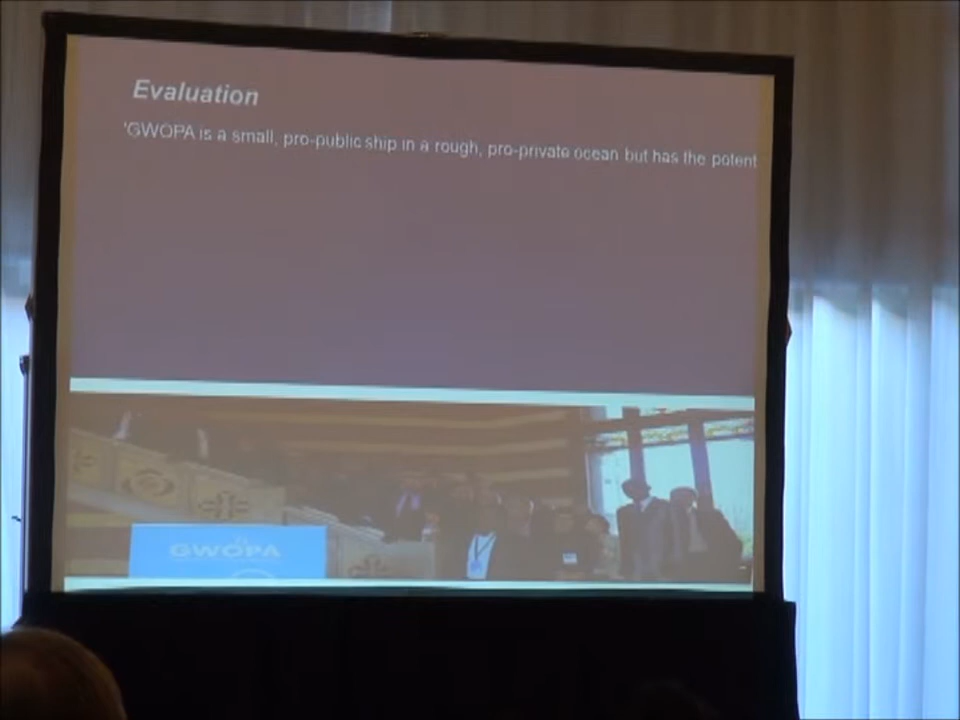 Evaluation
'GWOPA is a small, pro-public ship in a rough, pro-private ocean but has the potent
GWOPA